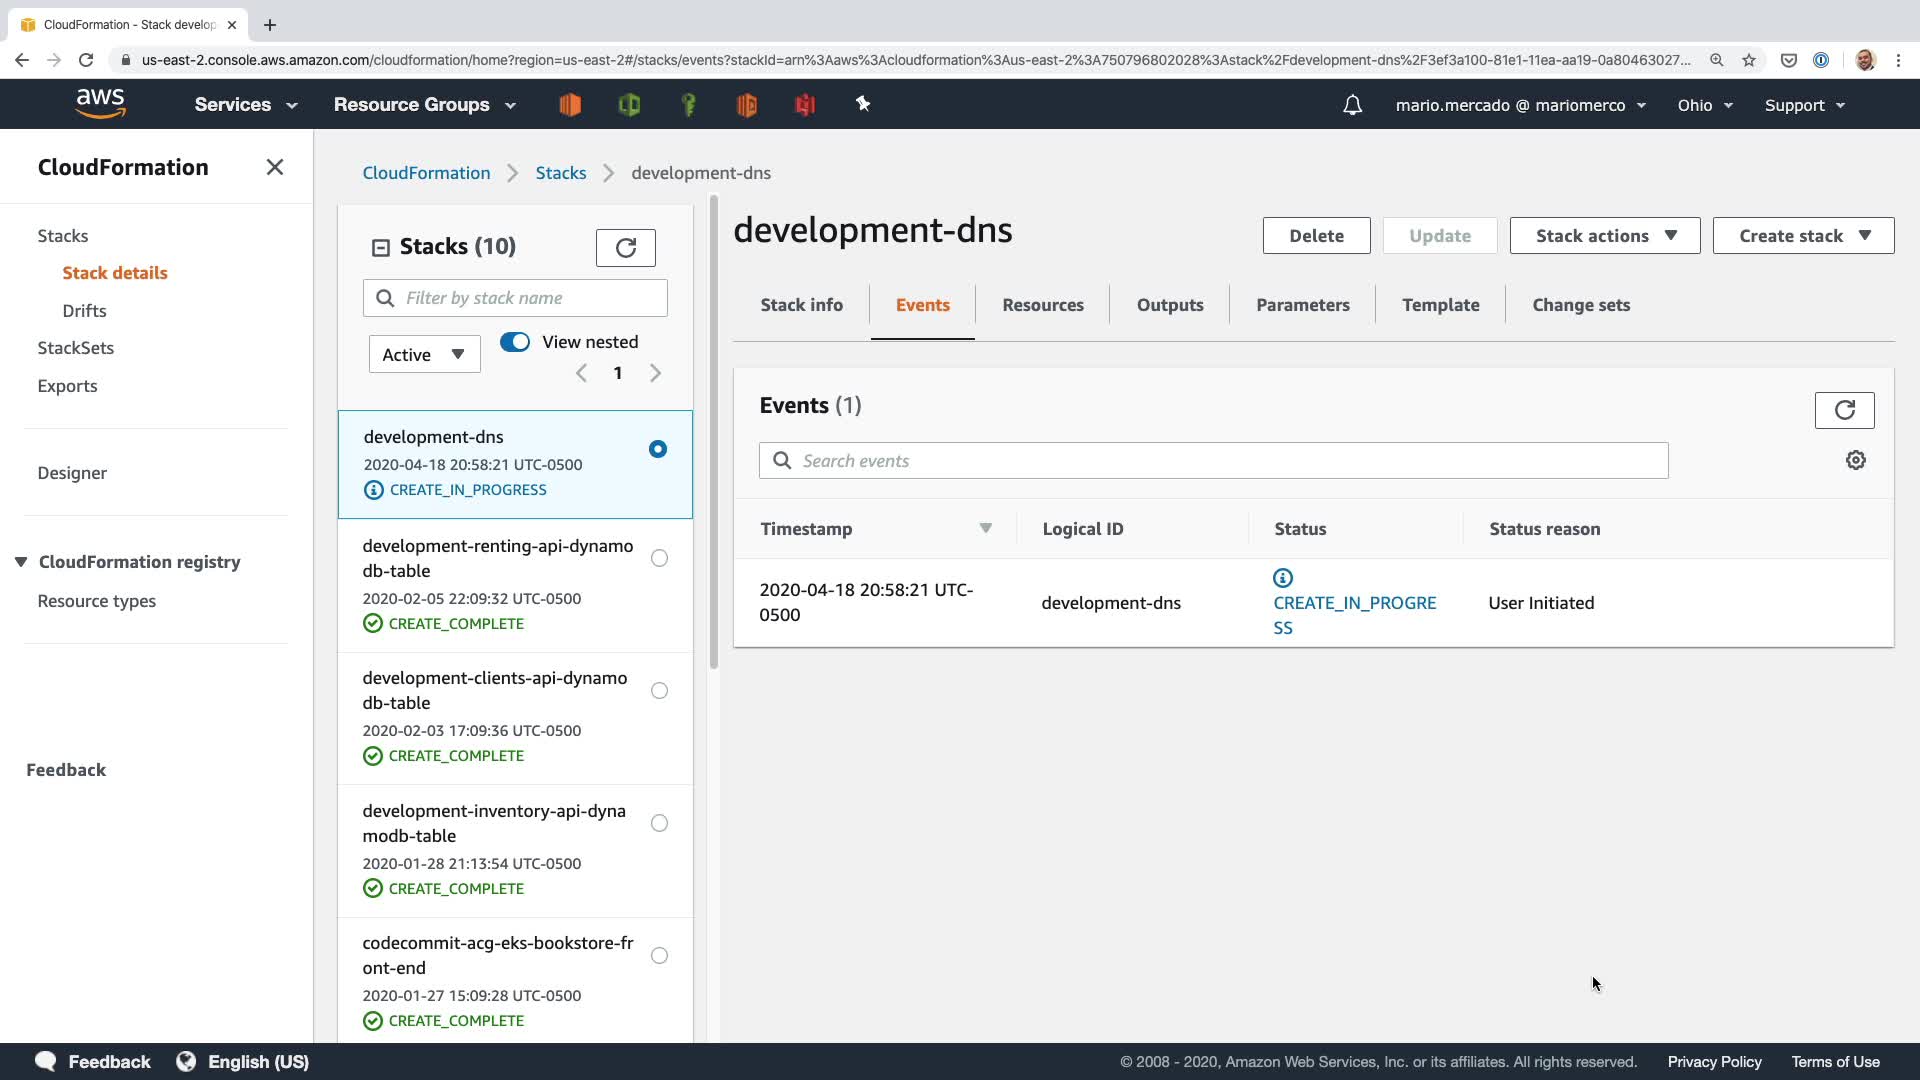 CloudFormation - Stack develop
us-east-2.console.aws.amazon.com/cloudformation/home?region=us-east-2#/stacks/events?stackId=arn%3Aaws%3Acloudformation%3Aus-east-2%3A750796802028%3Astack%2Fdevelopment-dns%2F3ef3a100-81e1-11ea-aa19-0a80463027...
aws Services Resource Groups mario.mercado @ mariomerco Ohio Support
CloudFormation
Stacks
Stack details
Drifts
StackSets
Exports
Designer
CloudFormation registry
Resource types
Feedback
CloudFormation Stacks development-dns
Stacks (10)
Filter by stack name
Active
View nested
1
development-dns
2020-04-18 20:58:21 UTC-0500
CREATE_IN_PROGRESS
development-renting-api-dynamo
db-table
2020-02-05 22:09:32 UTC-0500
CREATE_COMPLETE
development-clients-api-dynamo
db-table
2020-02-03 17:09:36 UTC-0500
CREATE_COMPLETE
development-inventory-api-dyna
modb-table
2020-01-28 21:13:54 UTC-0500
CREATE_COMPLETE
codecommit-acg-eks-bookstore-fr
ont-end
2020-01-27 15:09:28 UTC-0500
CREATE_COMPLETE
development-dns
Delete Update Stack actions Create stack
Stack info Events Resources Outputs Parameters Template Change sets
Events (1)
Search events
Timestamp Logical ID Status Status reason
2020-04-18 20:58:21 UTC-
0500
development-dns
CREATE_IN_PROGRE
SS
User Initiated
Feedback English (US) © 2008 - 2020, Amazon Web Services, Inc. or its affiliates. All rights reserved. Privacy Policy Terms of Use